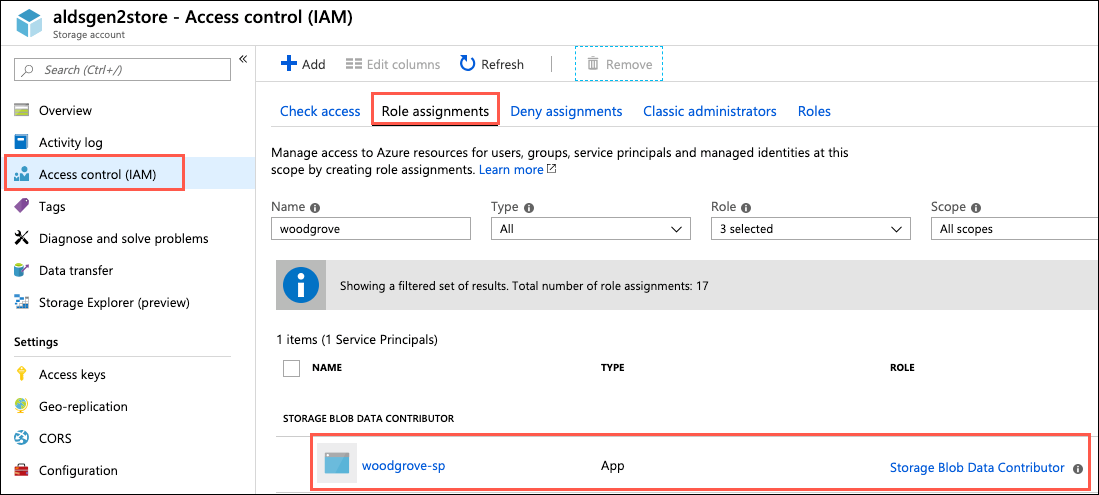 aldsgen2store - Access control (IAM)
Storage account
Search (Ctrl+/)
«
Overview
Activity log
Access control (IAM)
Tags
Diagnose and solve problems
Data transfer
Storage Explorer (preview)
Settings
Access keys
Geo-replication
CORS
Configuration
Add
Edit columns
Refresh
Remove
Check access
Role assignments
Deny assignments
Classic administrators
Roles
Manage access to Azure resources for users, groups, service principals and managed identities at this
scope by creating role assignments. Learn more
Name
Type
Role
Scope
woodgrove
All
3 selected
All scopes
Showing a filtered set of results. Total number of role assignments: 17
1 items (1 Service Principals)
NAME
TYPE
ROLE
STORAGE BLOB DATA CONTRIBUTOR
woodgrove-sp
App
Storage Blob Data Contributor